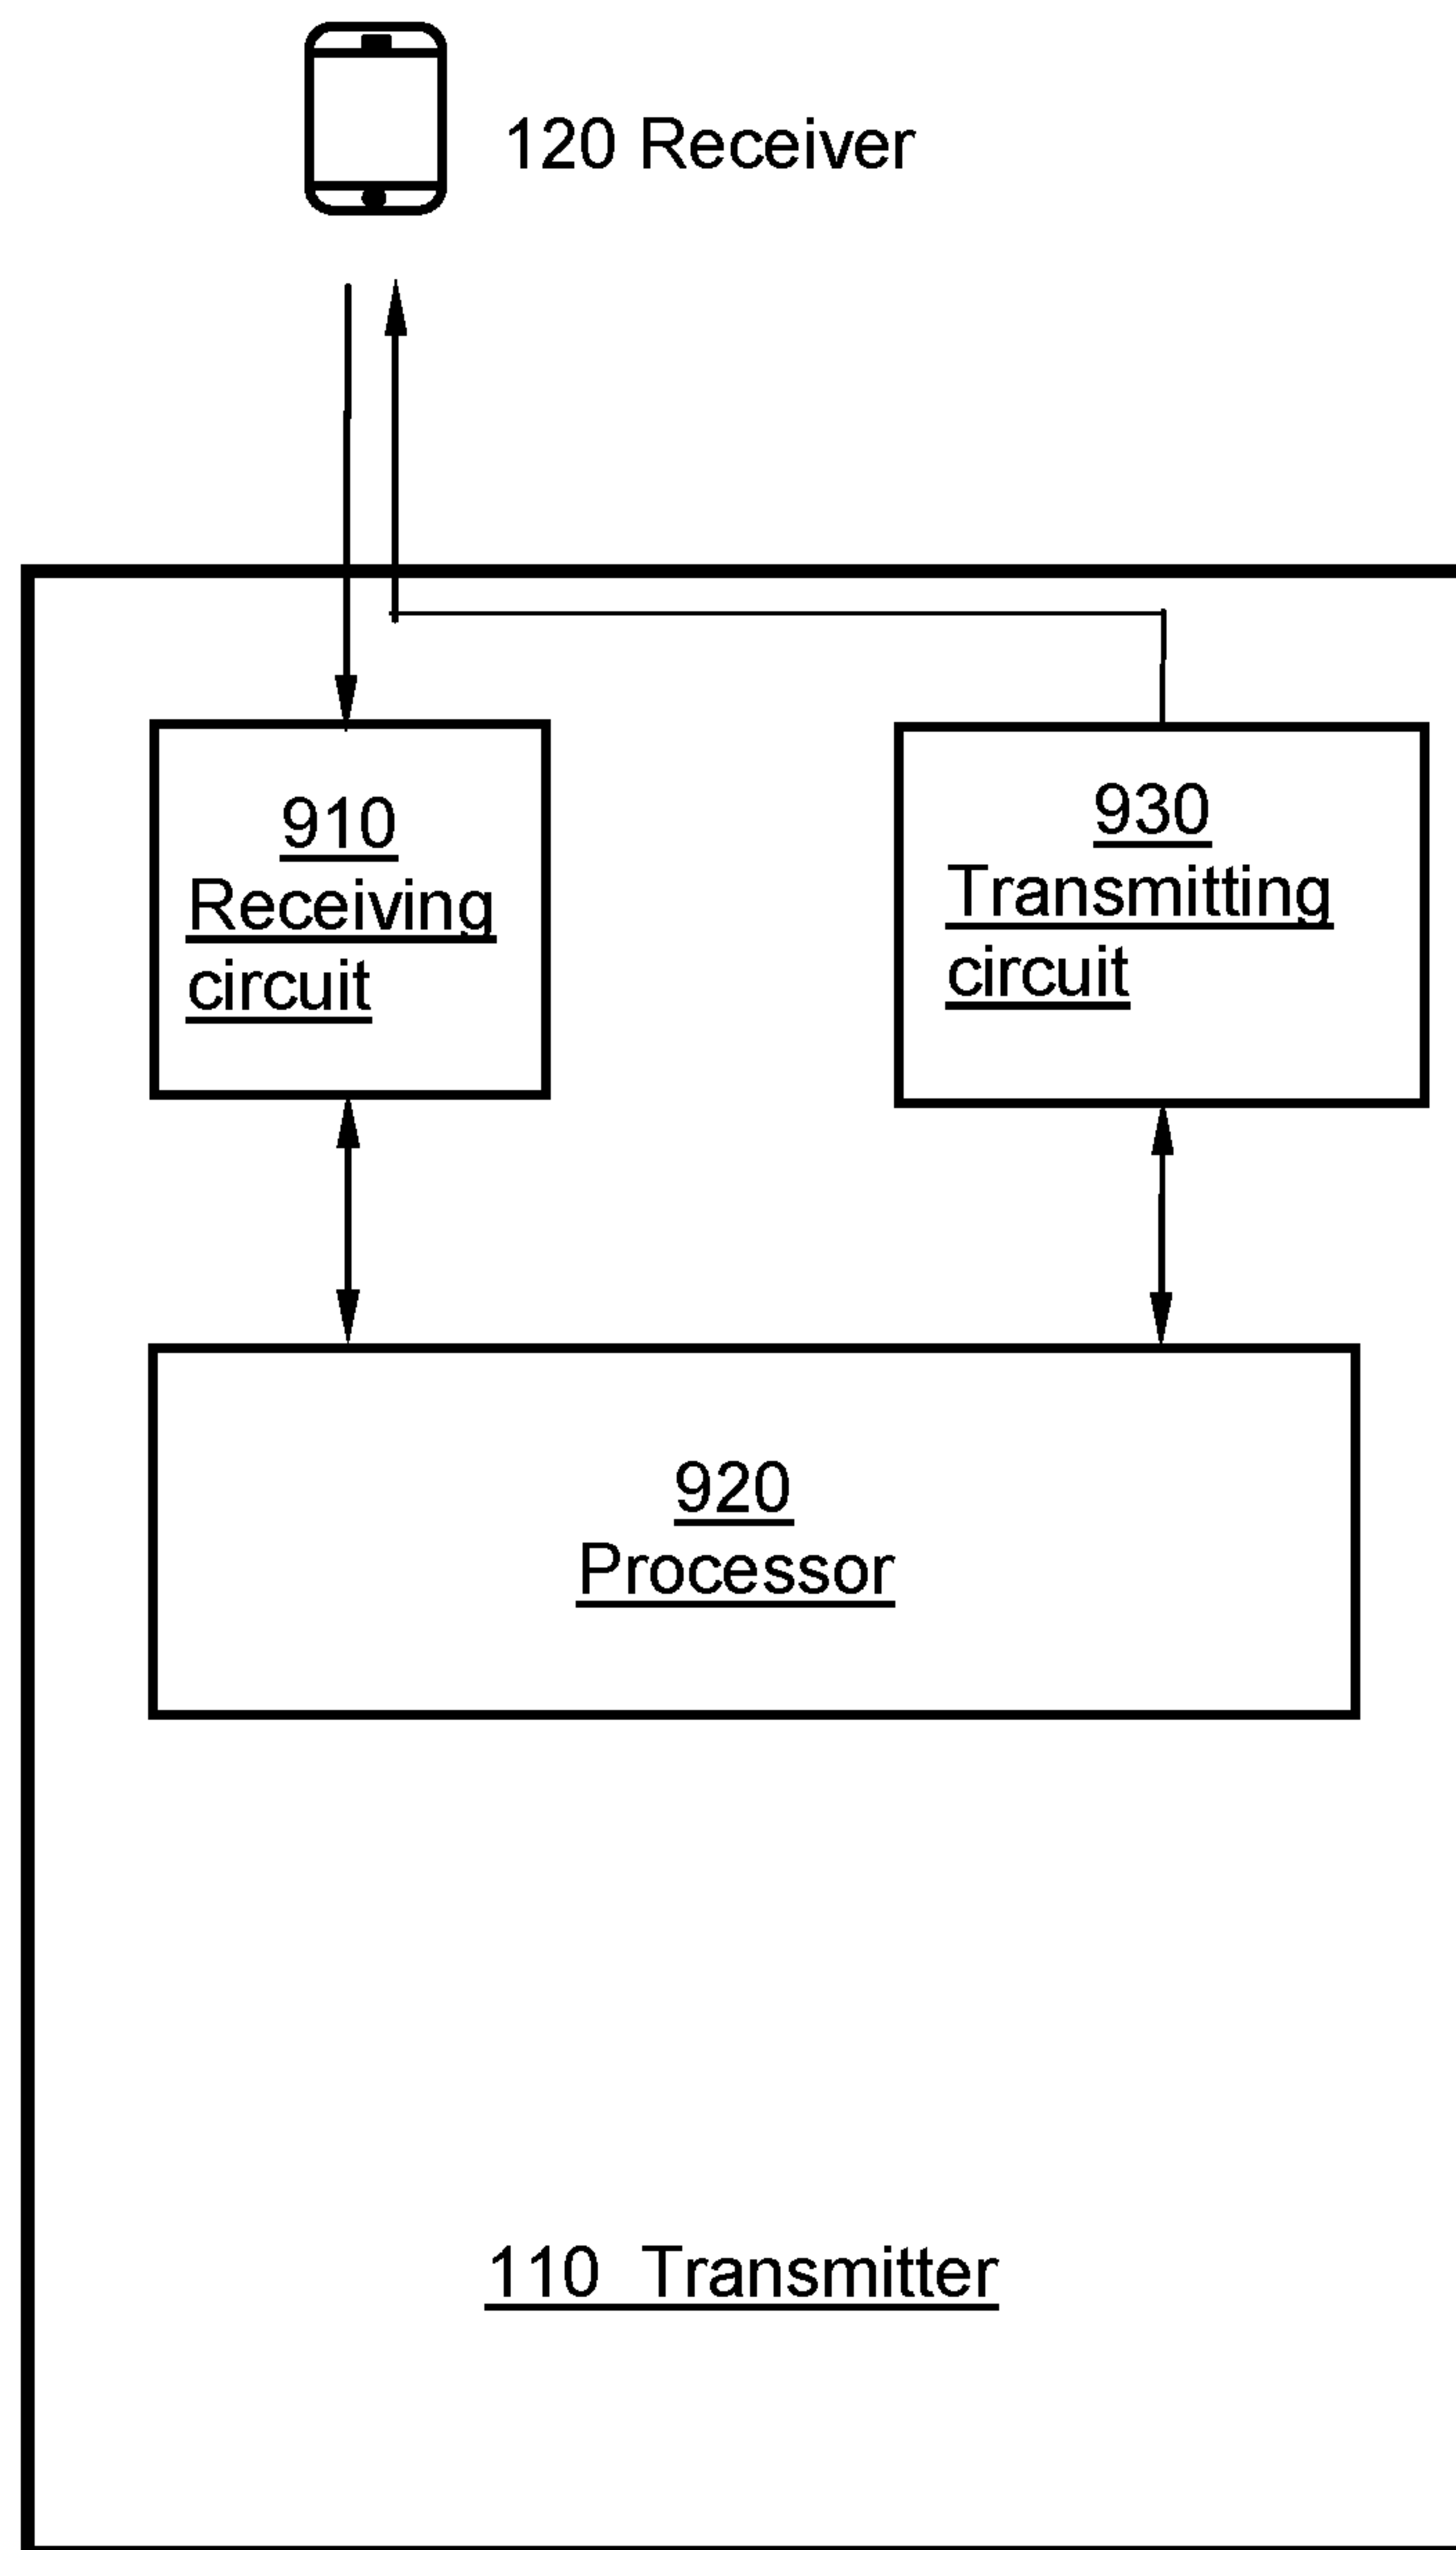 120 Receiver
910
Receiving
circuit
930
Transmitting
circuit
920
Processor
110 Transmitter